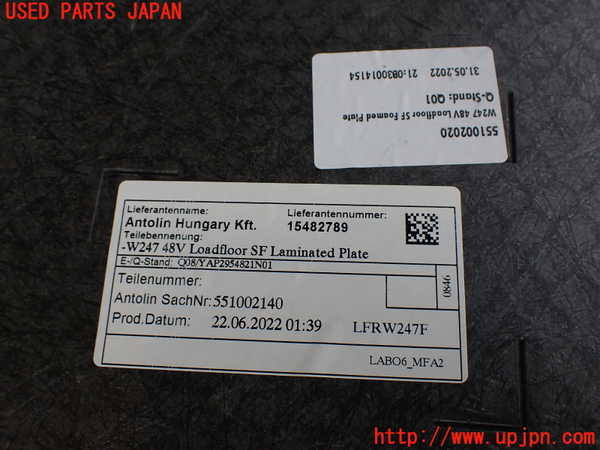 USED PARTS JAPAN
551002020
W247 48V Loadfloor SF Foamed Plate
Q-Stand: Q01
31.05.2022 21:0830014154
Lieferantenname:
Antolin Hungary Kft.
Lieferantennummer:
15482789
Teilebennenung:
-W247 48V Loadfloor SF Laminated Plate
E-/Q-Stand: Q08/YAP2954821N01
Teilenummer:
Antolin SachNr:551002140
Prod.Datum: 22.06.2022 01:39
LFRW247F
0846
LABO6_MFA2
http://www.upjpn.com/